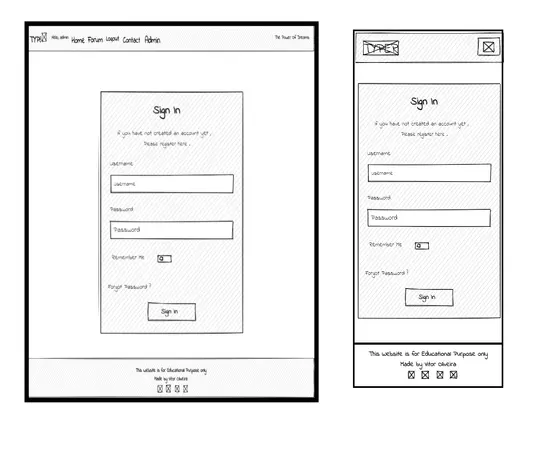 Hello, admin Home Forum Logout Contact Admin The Power of Dreams
Sign In
if you have not created an account yet ,
Please register here .
username
username
Password
Password
Remember Me
Forgot Password ?
Sign In
This website is for Educational Purpose only
Made by Vitor Oliveira
Sign In
if you have not created an account yet ,
Please register here .
username
username
Password
Password
Remember Me
Forgot Password ?
Sign In
This website is for Educational Purpose only
Made by Vitor Oliveira